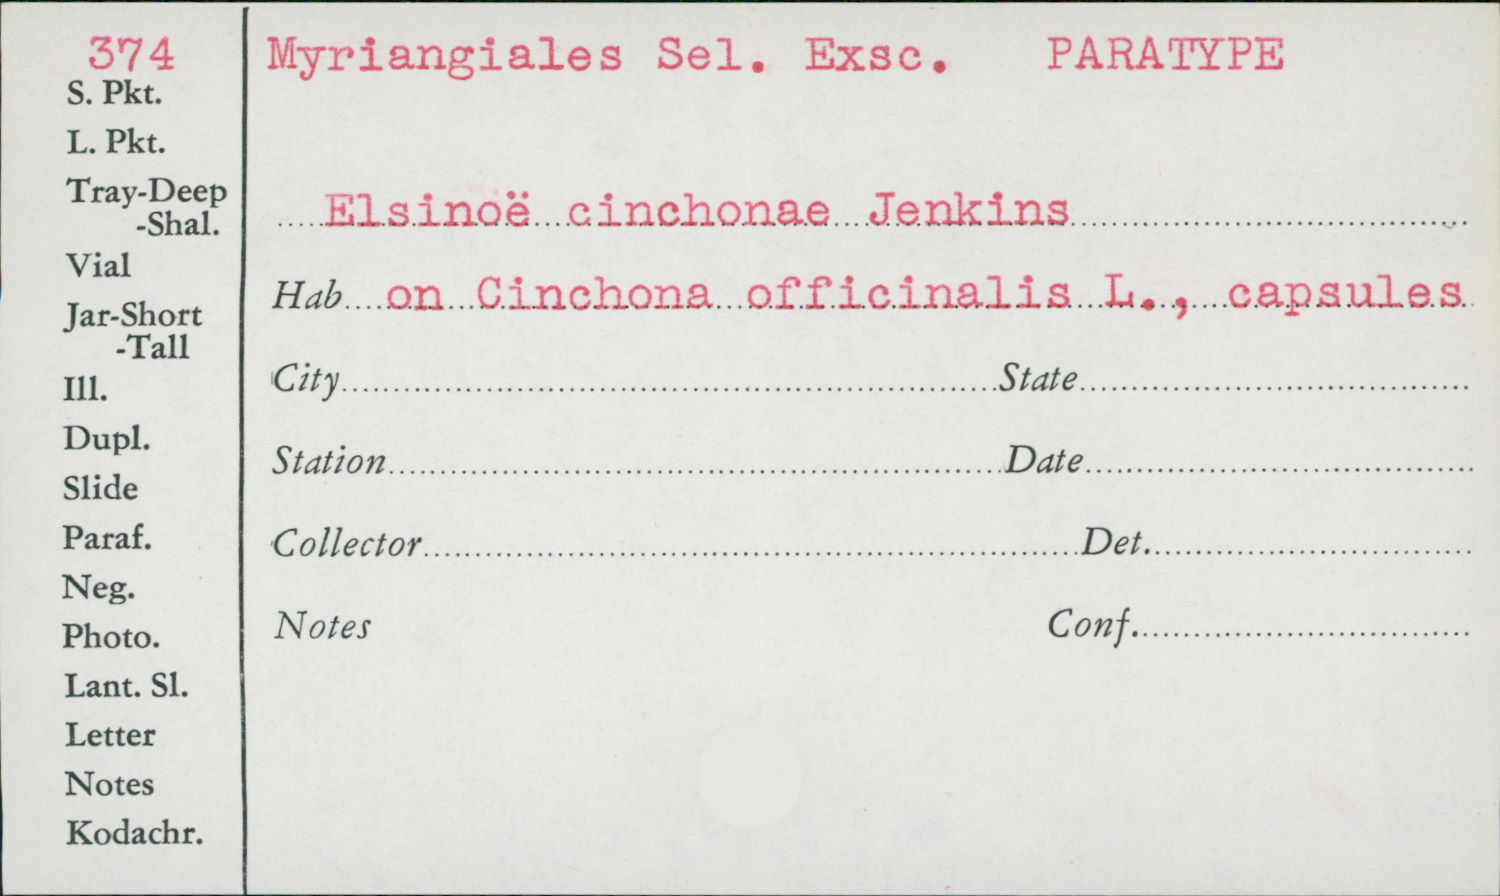 374
S. Pkt.
L. Pkt.
Tray-Deep
-Shal.
Vial
Jar-Short
-Tall
Ill.
Dupl.
Slide
Paraf.
Neg.
Photo.
Lant. Sl.
Letter
Notes
Kodachr.
Myriangiales Sel. Exsc. PARATYPE
Elsinoë cinchonae Jenkins
Hab on Cinchona officinalis L., capsules
City State
Station Date
Collector Det.
Notes Conf.